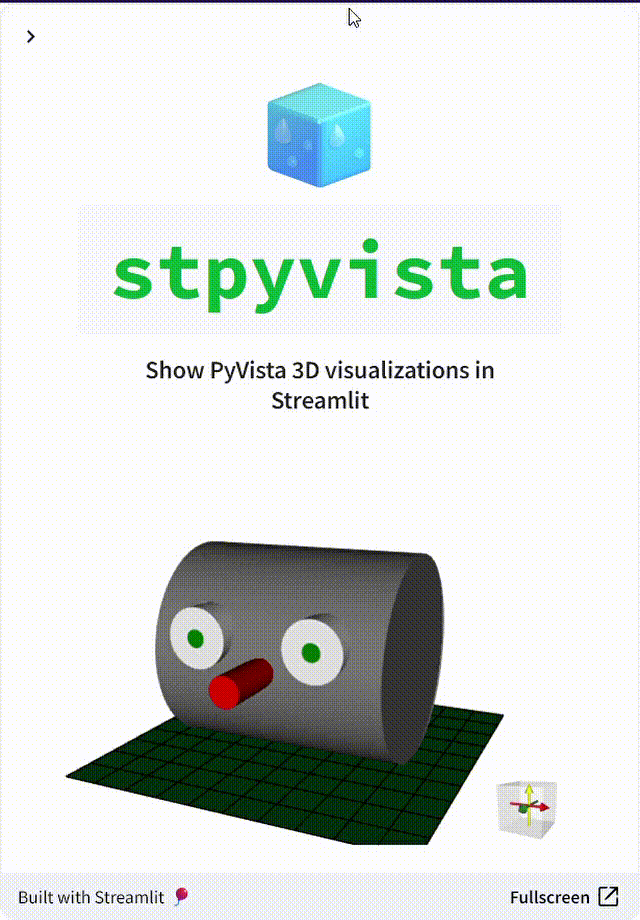 stpyvista
Show PyVista 3D visualizations in
Streamlit
Built with Streamlit
Fullscreen